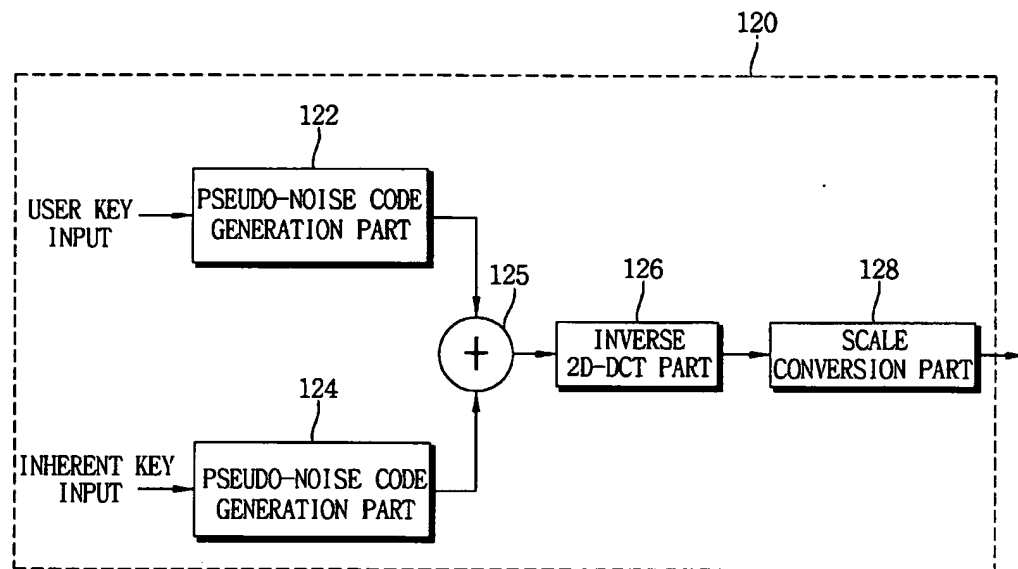 120
122
PSEUDO-NOISE CODE
GENERATION PART
USER KEY
INPUT
125
126
128
+
INVERSE
2D-DCT PART
SCALE
CONVERSION PART
124
INHERENT KEY
INPUT
PSEUDO-NOISE CODE
GENERATION PART